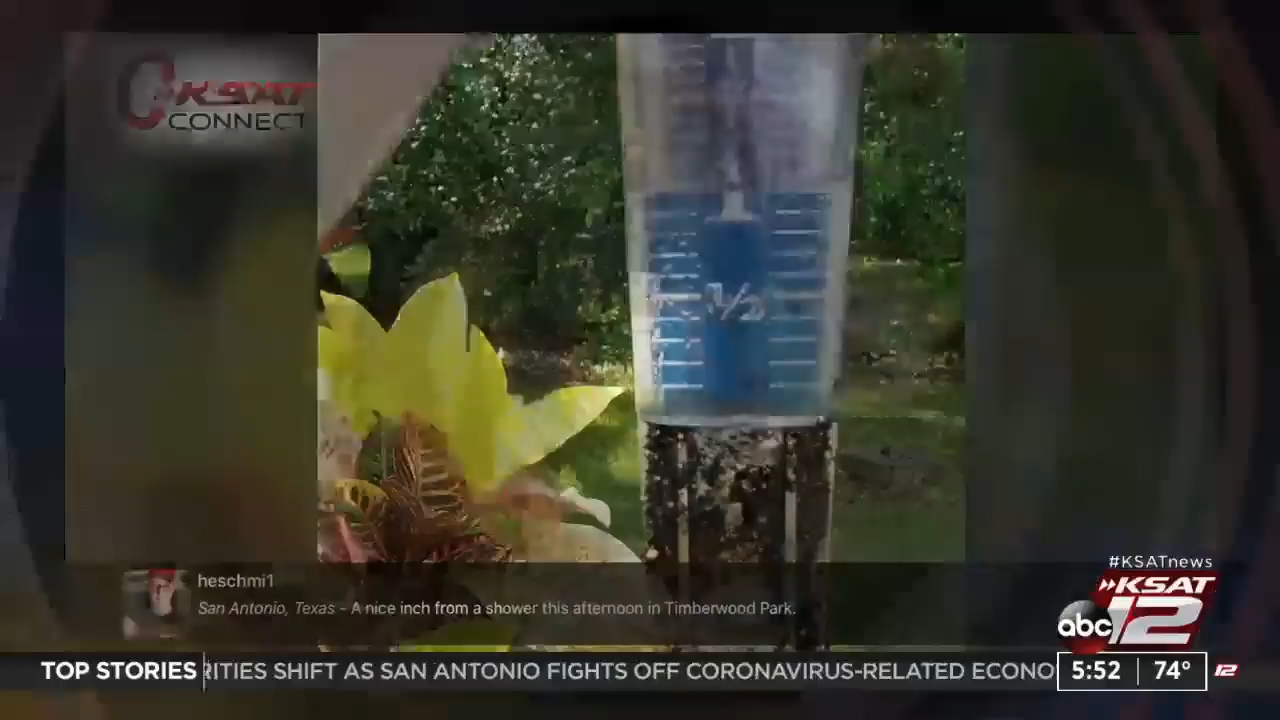 KSAT
CONNECT
1/2
heschmi1
San Antonio, Texas - A nice inch from a shower this afternoon in Timberwood Park.
#KSATnews
KSAT
abc 12
TOP STORIES RITIES SHIFT AS SAN ANTONIO FIGHTS OFF CORONAVIRUS-RELATED ECONO 5:52 74° 12